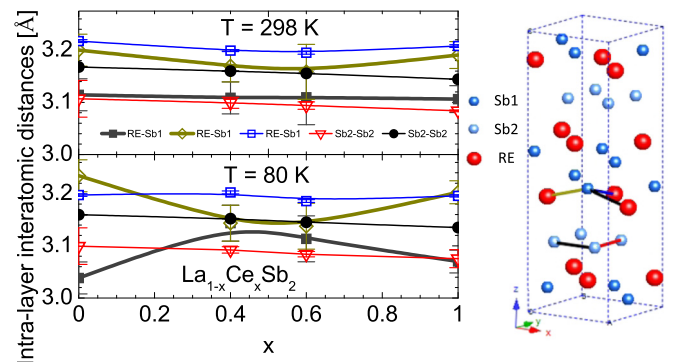 Intra-layer interatomic distances [Å]
T = 298 K
3.2
3.1
3.0
RE-Sb1 RE-Sb1 RE-Sb1 Sb2-Sb2 Sb2-Sb2
T = 80 K
3.2
3.1
3.0
La1-xCexSb2
0 0.2 0.4 0.6 0.8 1
x
Sb1
Sb2
RE
z
y
x
A